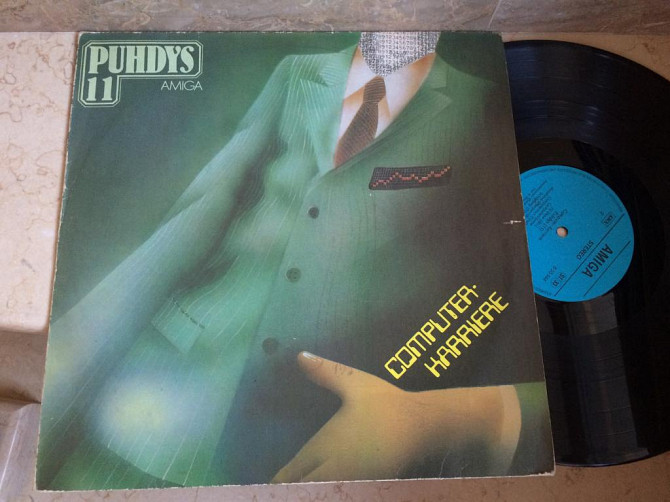 PUHDYS
11
AMIGA
COMPUTER-
KARRIERE
AMIGA
STEREO